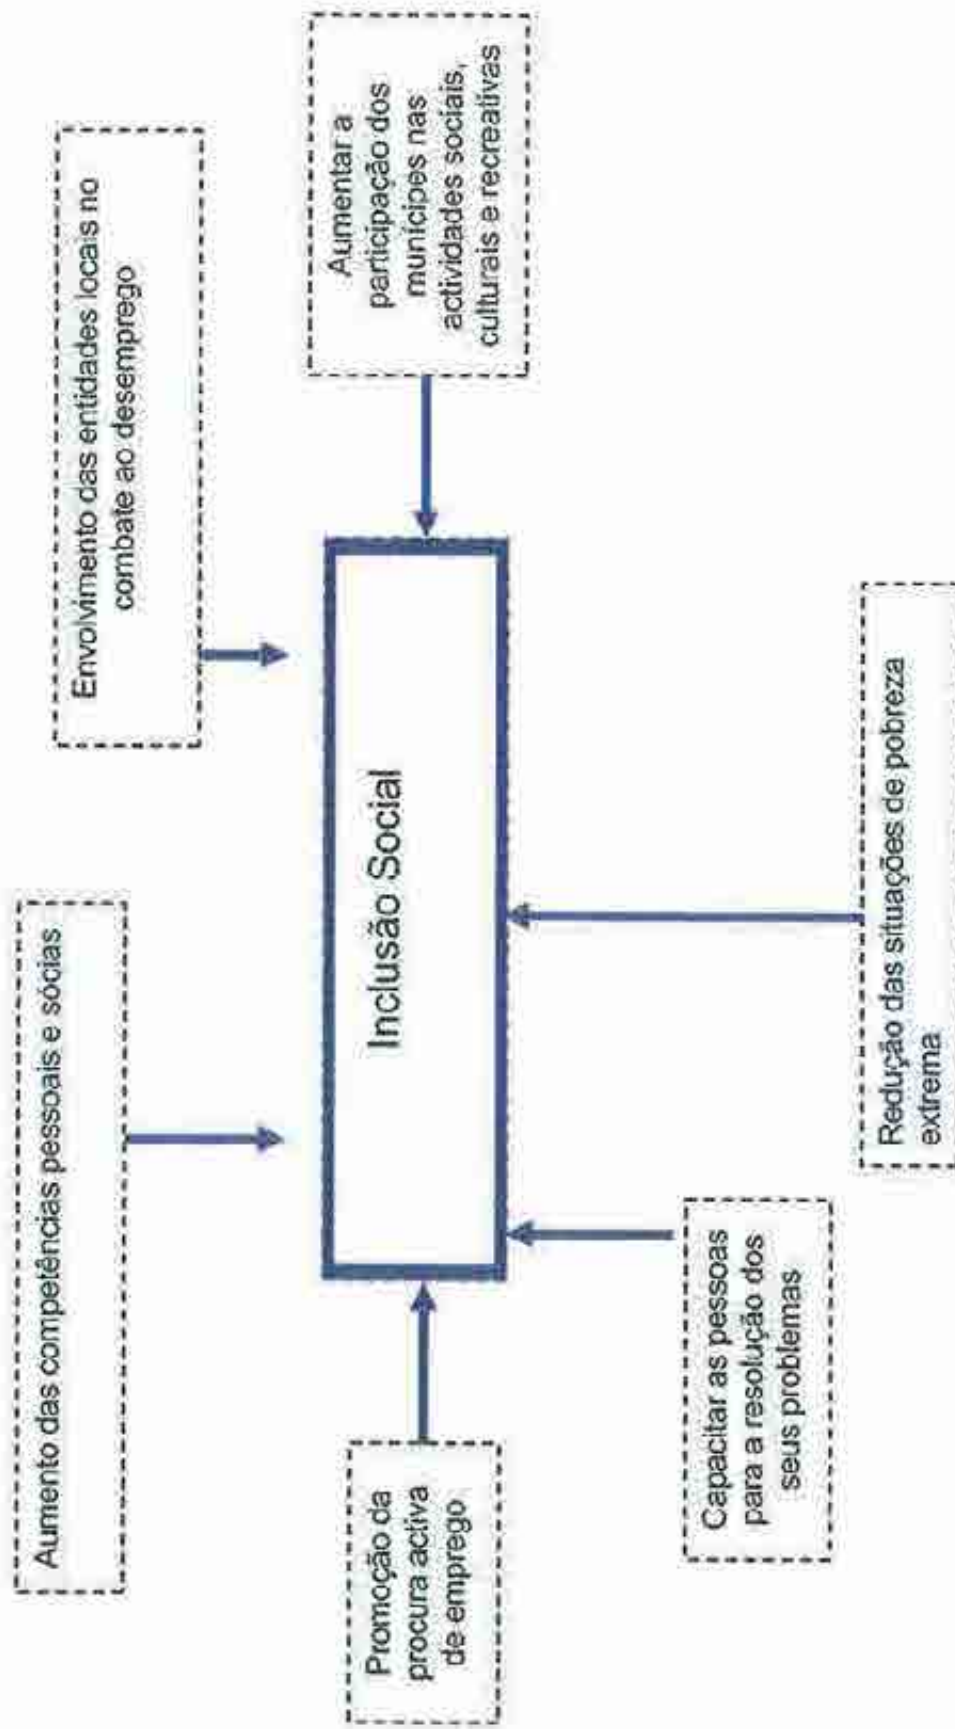 Aumento das competências pessoais e sócias
Envolvimento das entidades locais no
combate ao desemprego
Promoção da
procura activa
de emprego
Inclusão Social
Aumentar a
participação dos
munícipes nas
actividades sociais,
culturais e recreativas
Capacitar as pessoas
para a resolução dos
seus problemas
Redução das situações de pobreza
extrema